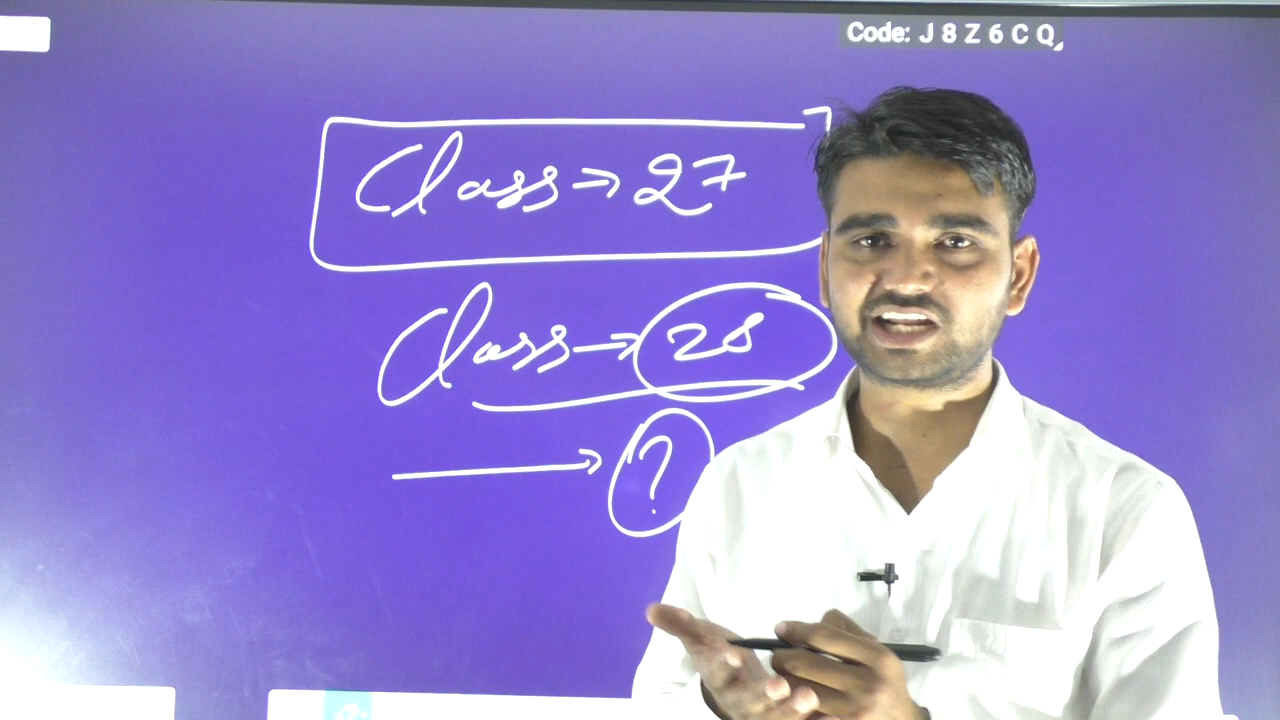 Code: J 8 Z 6 C Q
Class → 27
Class → 28
→ ?